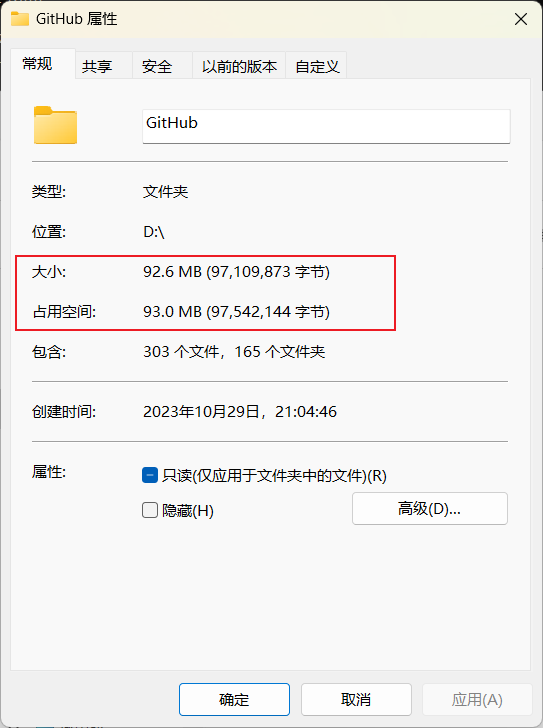 GitHub 属性
常规 共享 安全 以前的版本 自定义
GitHub
类型: 文件夹
位置: D:\
大小: 92.6 MB (97,109,873 字节)
占用空间: 93.0 MB (97,542,144 字节)
包含: 303 个文件，165 个文件夹
创建时间: 2023年10月29日，21:04:46
属性: 只读(仅应用于文件夹中的文件)(R)
隐藏(H) 高级(D)...
确定 取消 应用(A)